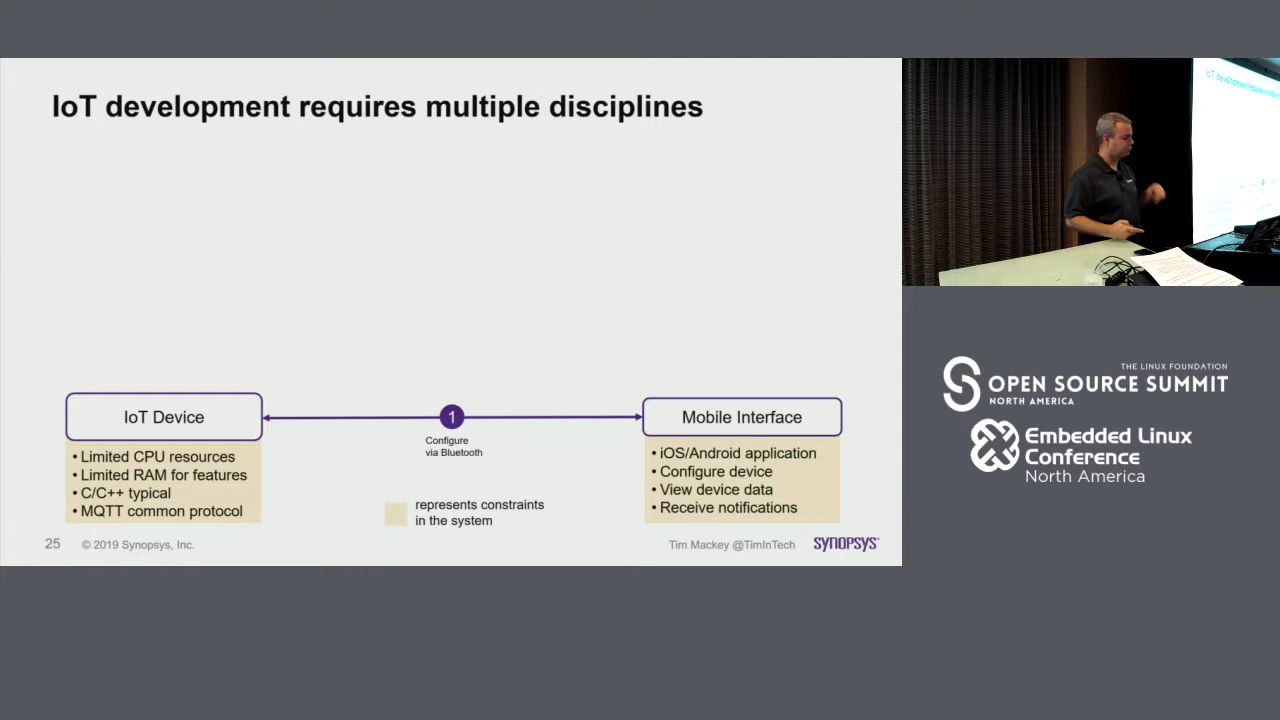 IoT development requires multiple disciplines
IoT Device
1
Mobile Interface
Configure
via Bluetooth
• Limited CPU resources
• Limited RAM for features
• C/C++ typical
• MQTT common protocol
• iOS/Android application
• Configure device
• View device data
• Receive notifications
represents constraints
in the system
25
© 2019 Synopsys, Inc.
Tim Mackey @TimInTech
SYNOPSYS®
THE LINUX FOUNDATION
OPEN SOURCE SUMMIT
NORTH AMERICA
Embedded Linux
Conference
North America